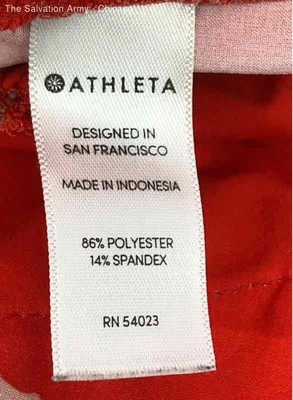 The Salvation Army
ATHLETA
DESIGNED IN
SAN FRANCISCO
MADE IN INDONESIA
86% POLYESTER
14% SPANDEX
RN 54023